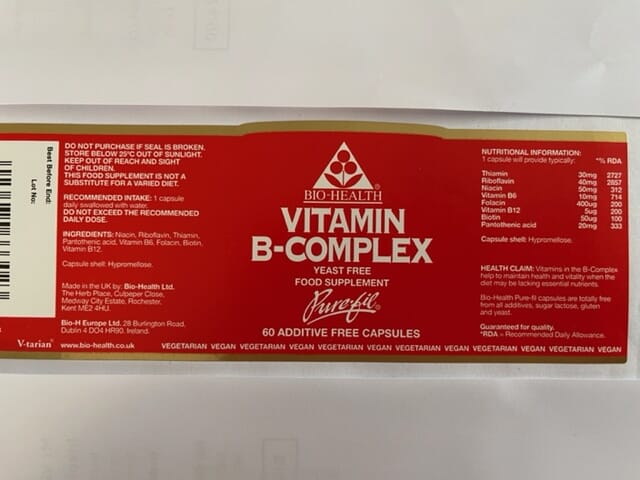 Best Before End:
Lot No:
V-tarian
DO NOT PURCHASE IF SEAL IS BROKEN.
STORE BELOW 25°C OUT OF SUNLIGHT.
KEEP OUT OF REACH AND SIGHT
OF CHILDREN.
THIS FOOD SUPPLEMENT IS NOT A
SUBSTITUTE FOR A VARIED DIET.
RECOMMENDED INTAKE: 1 capsule
daily swallowed with water.
DO NOT EXCEED THE RECOMMENDED
DAILY DOSE.
INGREDIENTS: Niacin, Riboflavin, Thiamin,
Pantothenic acid, Vitamin B6, Folacin, Biotin,
Vitamin B12.
Capsule shell: Hypromellose.
Made in the UK by: Bio-Health Ltd.
The Herb Place, Culpeper Close,
Medway City Estate, Rochester,
Kent ME2 4HU.
Bio-H Europe Ltd, 28 Burlington Road,
Dublin 4 DO4 HR90, Ireland.
www.bio-health.co.uk
BIO-HEALTH®
VITAMIN
B-COMPLEX
YEAST FREE
FOOD SUPPLEMENT
Pure-fil®
60 ADDITIVE FREE CAPSULES
NUTRITIONAL INFORMATION:
1 capsule will provide typically: *% RDA
Thiamin 30mg 2727
Riboflavin 40mg 2857
Niacin 50mg 312
Vitamin B6 10mg 714
Folacin 400ug 200
Vitamin B12 5ug 200
Biotin 50ug 100
Pantothenic acid 20mg 333
Capsule shell: Hypromellose.
HEALTH CLAIM: Vitamins in the B-Complex
help to maintain health and vitality when the
diet may be lacking essential nutrients.
Bio-Health Pure-fil capsules are totally free
from all additives, sugar lactose, gluten
and yeast.
Guaranteed for quality.
*RDA = Recommended Daily Allowance.
VEGETARIAN VEGAN VEGETARIAN VEGAN VEGETARIAN VEGAN VEGETARIAN VEGAN VEGETARIAN VEGAN VEGETARIAN VEGAN VEGETARIAN